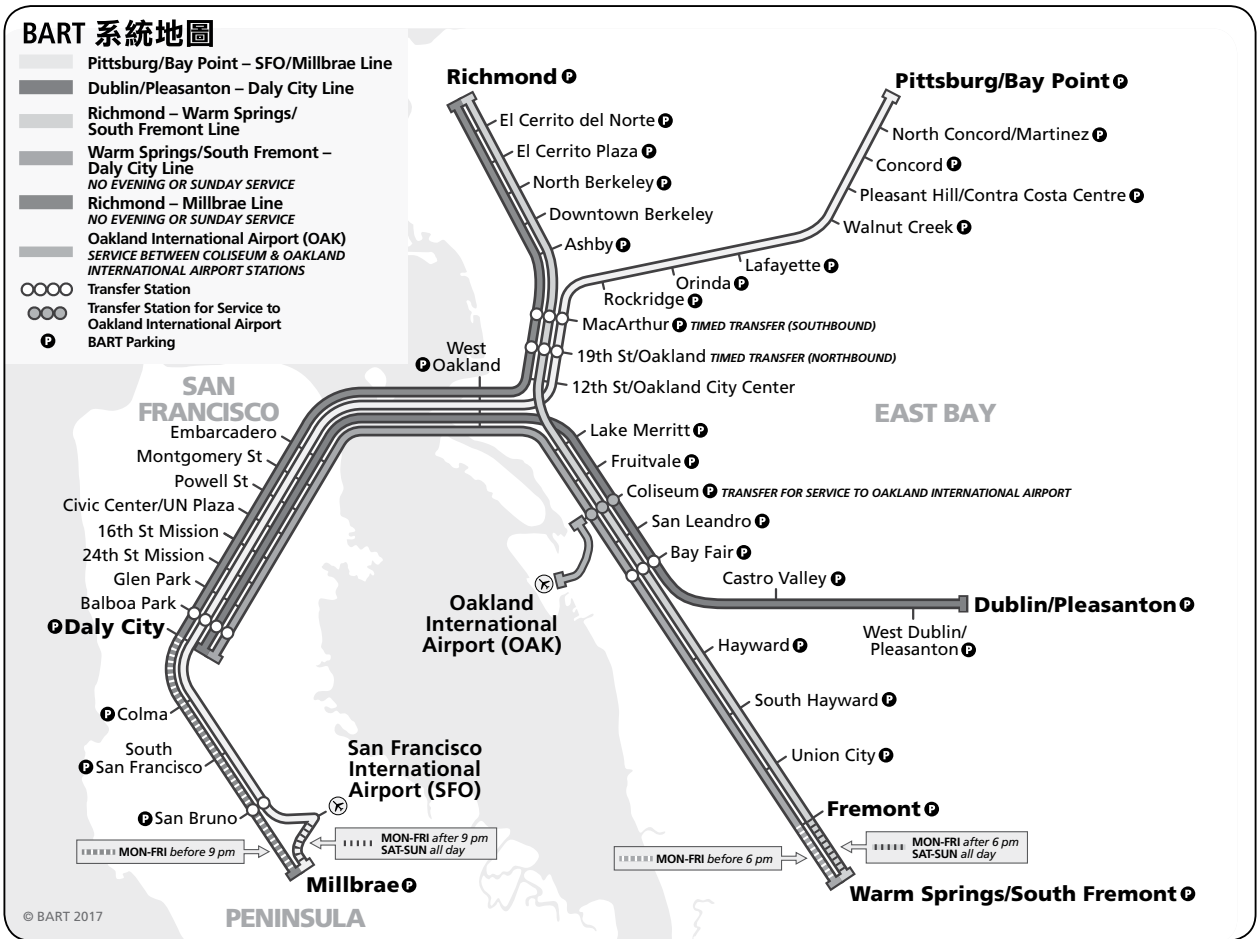 BART 系統地圖
Pittsburg/Bay Point – SFO/Millbrae Line
Dublin/Pleasanton – Daly City Line
Richmond – Warm Springs/
South Fremont Line
Warm Springs/South Fremont –
Daly City Line
NO EVENING OR SUNDAY SERVICE
Richmond – Millbrae Line
NO EVENING OR SUNDAY SERVICE
Oakland International Airport (OAK)
SERVICE BETWEEN COLISEUM & OAKLAND
INTERNATIONAL AIRPORT STATIONS
Transfer Station
Transfer Station for Service to
Oakland International Airport
P BART Parking
Richmond P
El Cerrito del Norte P
El Cerrito Plaza P
North Berkeley P
Downtown Berkeley
Ashby P
Pittsburg/Bay Point P
North Concord/Martinez P
Concord P
Pleasant Hill/Contra Costa Centre P
Walnut Creek P
Lafayette P
Orinda P
Rockridge P
MacArthur P TIMED TRANSFER (SOUTHBOUND)
19th St/Oakland TIMED TRANSFER (NORTHBOUND)
12th St/Oakland City Center
West
P Oakland
SAN
FRANCISCO
EAST BAY
Embarcadero
Montgomery St
Powell St
Civic Center/UN Plaza
16th St Mission
24th St Mission
Glen Park
Balboa Park
P Daly City
Lake Merritt P
Fruitvale P
Coliseum P TRANSFER FOR SERVICE TO OAKLAND INTERNATIONAL AIRPORT
San Leandro P
Bay Fair P
Castro Valley P
Dublin/Pleasanton P
West Dublin/
Pleasanton P
Oakland
International
Airport (OAK)
Hayward P
South Hayward P
Union City P
Fremont P
P Colma
South
P San Francisco
San Francisco
International
Airport (SFO)
P San Bruno
MON-FRI before 9 pm
MON-FRI after 9 pm
SAT-SUN all day
MON-FRI before 6 pm
MON-FRI after 6 pm
SAT-SUN all day
Millbrae P
Warm Springs/South Fremont P
© BART 2017
PENINSULA